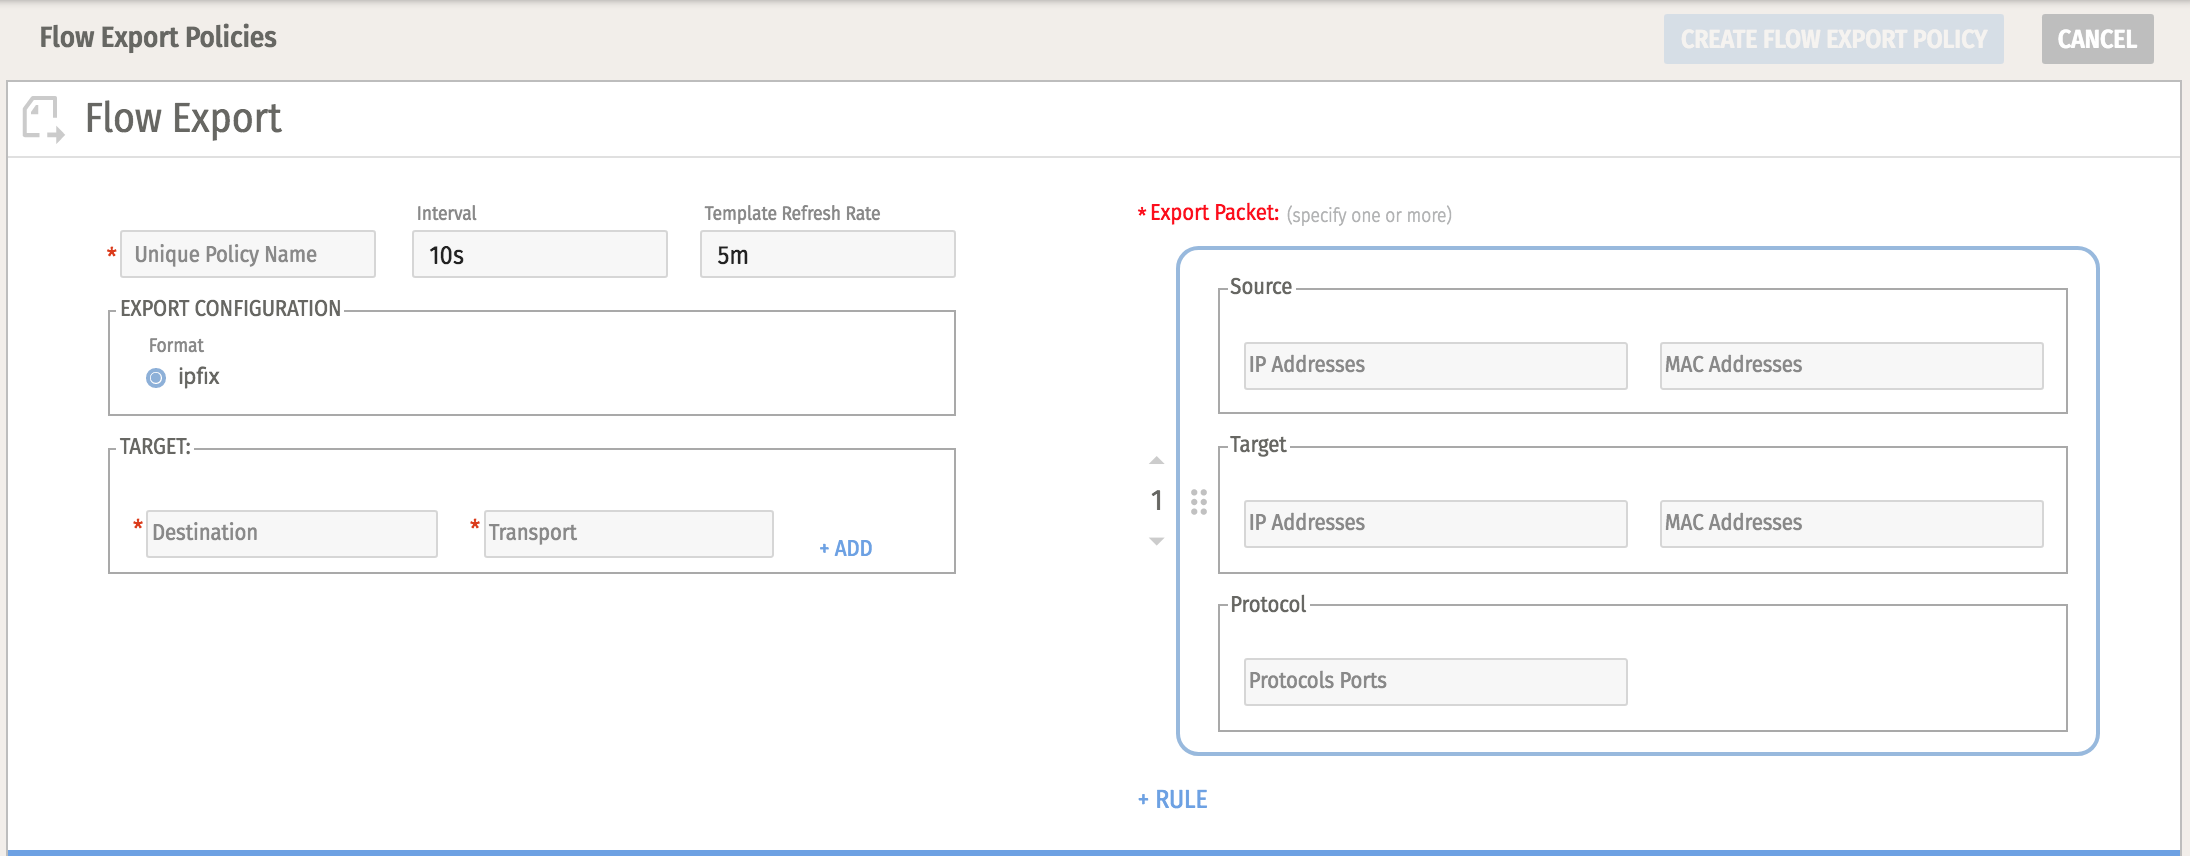 Flow Export Policies
CREATE FLOW EXPORT POLICY
CANCEL
Flow Export
Interval
Template Refresh Rate
* Unique Policy Name
10s
5m
EXPORT CONFIGURATION
Format
ipfix
TARGET:
* Destination
* Transport
+ ADD
* Export Packet: (specify one or more)
1
Source
IP Addresses
MAC Addresses
Target
IP Addresses
MAC Addresses
Protocol
Protocols Ports
+ RULE